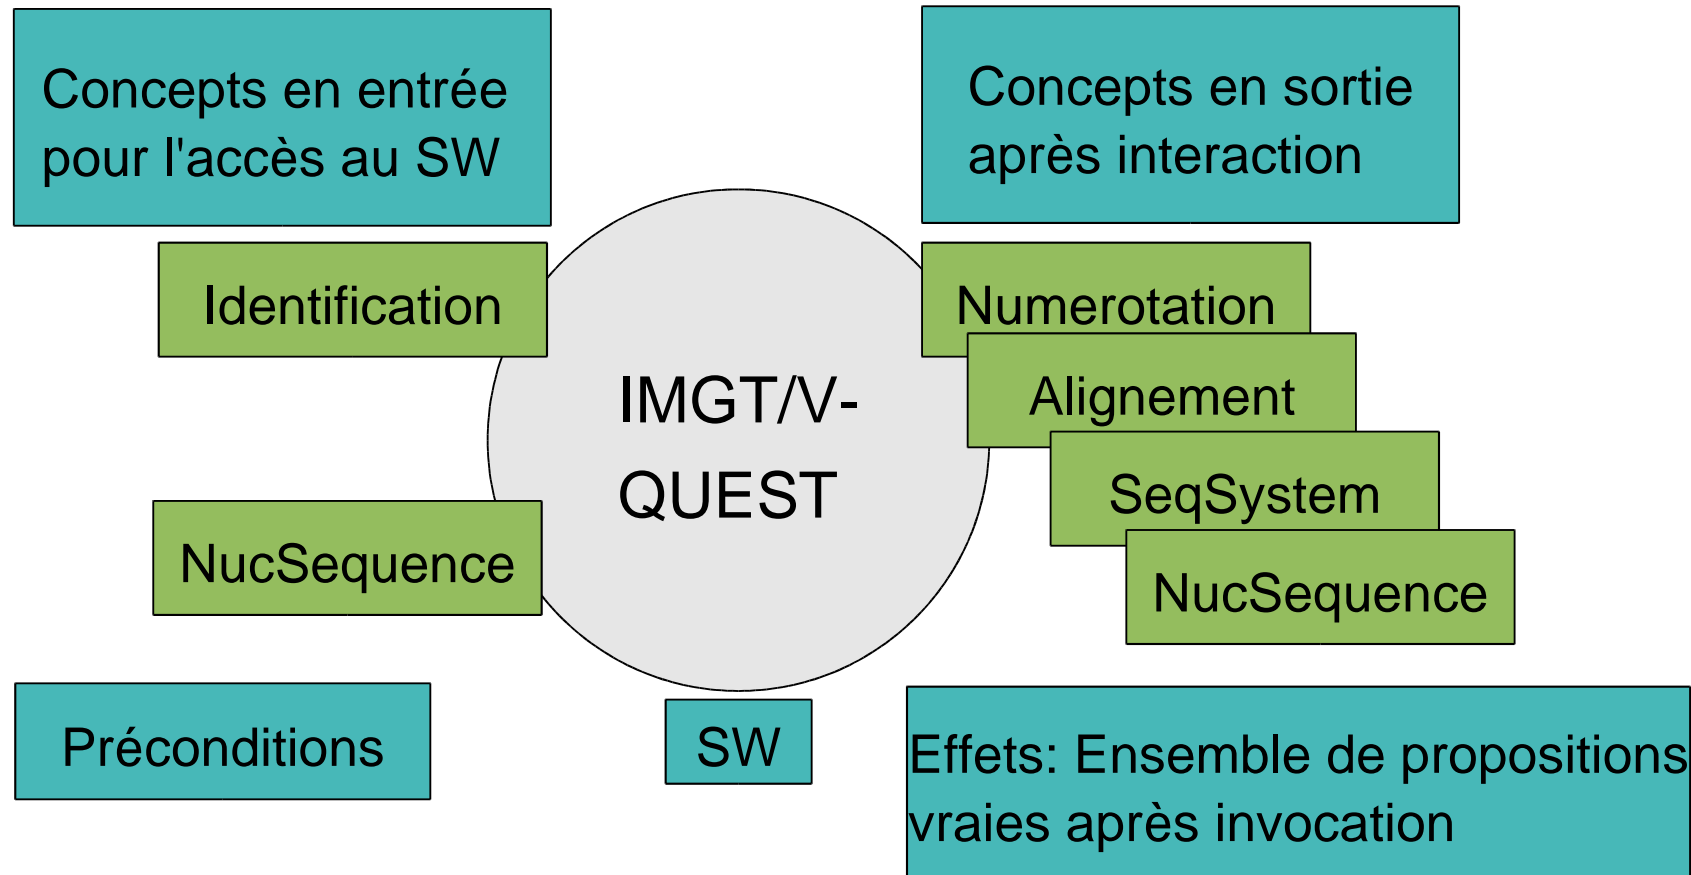 Concepts en entrée
pour l'accès au SW
Concepts en sortie
après interaction
Identification
Numerotation
IMGT/V-
QUEST
Alignement
SeqSystem
NucSequence
NucSequence
Préconditions
SW
Effets: Ensemble de propositions
vraies après invocation